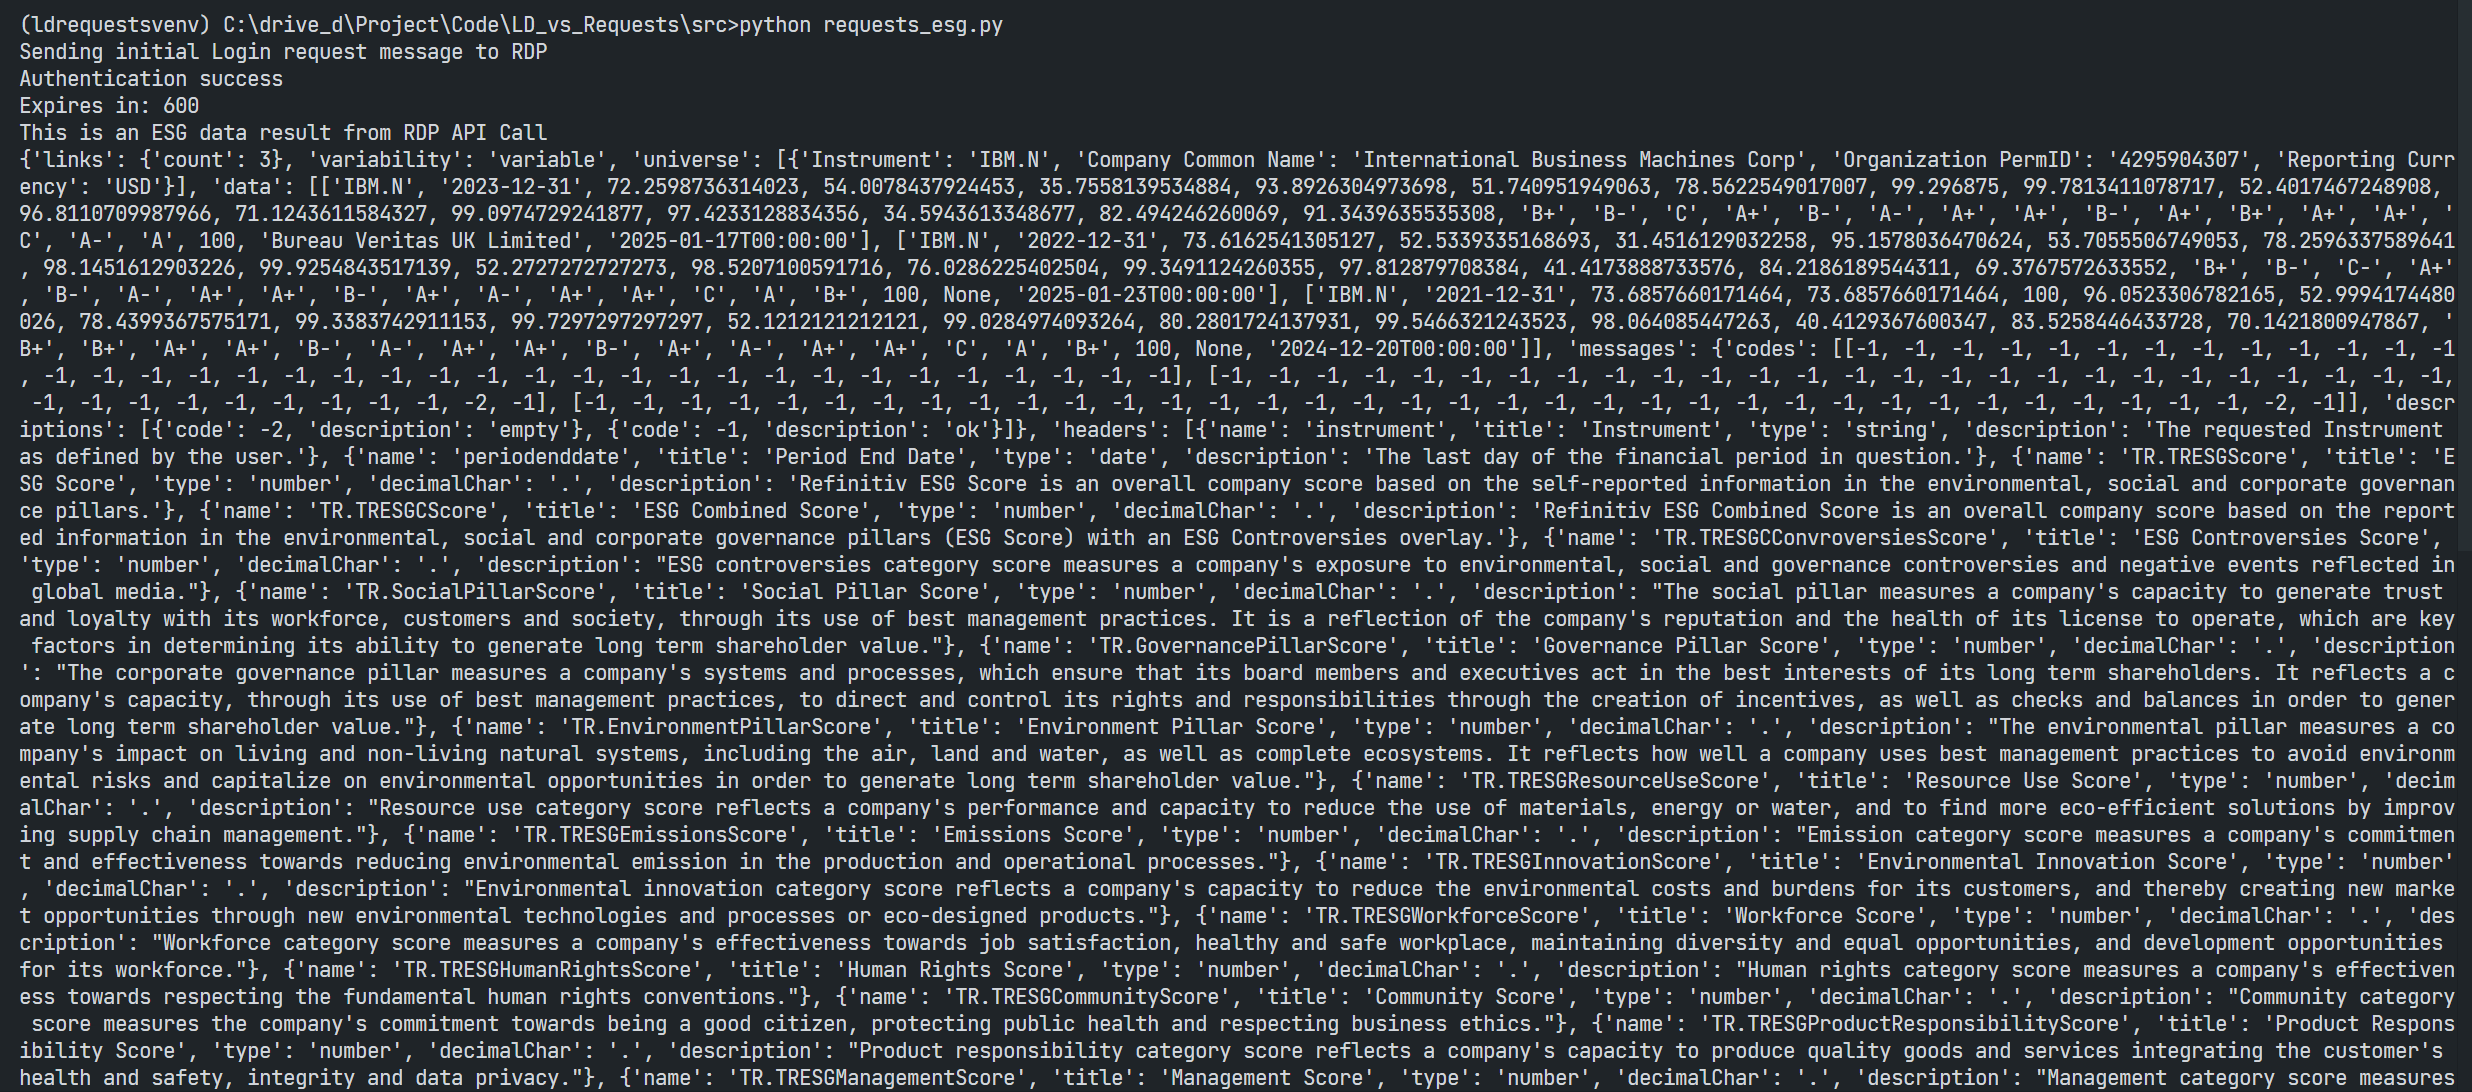 (ldrequestsvenv) C:\drive_d\Project\Code\LD_vs_Requests\src>python requests_esg.py
Sending initial Login request message to RDP
Authentication success
Expires in: 600
This is an ESG data result from RDP API Call
{'links': {'count': 3}, 'variability': 'variable', 'universe': [{'Instrument': 'IBM.N', 'Company Common Name': 'International Business Machines Corp', 'Organization PermID': '4295904307', 'Reporting Curr
ency': 'USD'}], 'data': [['IBM.N', '2023-12-31', 72.2598736314023, 54.0078437924453, 35.7558139534884, 93.8926304973698, 51.740951949063, 78.5622549017007, 99.296875, 99.7813411078717, 52.4017467248908,
96.8110709987966, 71.1243611584327, 99.0974729241877, 97.4233128834356, 34.5943613348677, 82.494246260069, 91.3439635535308, 'B+', 'B-', 'C', 'A+', 'B-', 'A-', 'A+', 'A+', 'B-', 'A+', 'B+', 'A+', 'A+', '
C', 'A-', 'A', 100, 'Bureau Veritas UK Limited', '2025-01-17T00:00:00'], ['IBM.N', '2022-12-31', 73.6162541305127, 52.5339335168693, 31.4516129032258, 95.1578036470624, 53.7055506749053, 78.2596337589641
, 98.1451612903226, 99.9254843517139, 52.2727272727273, 98.5207100591716, 76.0286225402504, 99.3491124260355, 97.812879708384, 41.4173888733576, 84.2186189544311, 69.3767572633552, 'B+', 'B-', 'C-', 'A+'
, 'B-', 'A-', 'A+', 'A+', 'B-', 'A+', 'A-', 'A+', 'A+', 'C', 'A', 'B+', 100, None, '2025-01-23T00:00:00'], ['IBM.N', '2021-12-31', 73.6857660171464, 73.6857660171464, 100, 96.0523306782165, 52.9994174480
026, 78.4399367575171, 99.3383742911153, 99.7297297297297, 52.1212121212121, 99.0284974093264, 80.2801724137931, 99.5466321243523, 98.064085447263, 40.4129367600347, 83.5258446433728, 70.1421800947867, '
B+', 'B+', 'A+', 'A+', 'B-', 'A-', 'A+', 'A+', 'B-', 'A+', 'A-', 'A+', 'A+', 'C', 'A', 'B+', 100, None, '2024-12-20T00:00:00']], 'messages': {'codes': [[-1, -1, -1, -1, -1, -1, -1, -1, -1, -1, -1, -1, -1
, -1, -1, -1, -1, -1, -1, -1, -1, -1, -1, -1, -1, -1, -1, -1, -1, -1, -1, -1, -1, -1, -1, -1, -1], [-1, -1, -1, -1, -1, -1, -1, -1, -1, -1, -1, -1, -1, -1, -1, -1, -1, -1, -1, -1, -1, -1, -1, -1, -1, -1,
 -1, -1, -1, -1, -1, -1, -1, -1, -1, -2, -1], [-1, -1, -1, -1, -1, -1, -1, -1, -1, -1, -1, -1, -1, -1, -1, -1, -1, -1, -1, -1, -1, -1, -1, -1, -1, -1, -1, -1, -1, -1, -1, -1, -1, -1, -1, -2, -1]], 'descr
iptions': [{'code': -2, 'description': 'empty'}, {'code': -1, 'description': 'ok'}]}, 'headers': [{'name': 'instrument', 'title': 'Instrument', 'type': 'string', 'description': 'The requested Instrument
as defined by the user.'}, {'name': 'periodenddate', 'title': 'Period End Date', 'type': 'date', 'description': 'The last day of the financial period in question.'}, {'name': 'TR.TRESGScore', 'title': 'E
SG Score', 'type': 'number', 'decimalChar': '.', 'description': 'Refinitiv ESG Score is an overall company score based on the self-reported information in the environmental, social and corporate governan
ce pillars.'}, {'name': 'TR.TRESGCScore', 'title': 'ESG Combined Score', 'type': 'number', 'decimalChar': '.', 'description': 'Refinitiv ESG Combined Score is an overall company score based on the report
ed information in the environmental, social and corporate governance pillars (ESG Score) with an ESG Controversies overlay.'}, {'name': 'TR.TRESGCConvroversiesScore', 'title': 'ESG Controversies Score',
'type': 'number', 'decimalChar': '.', 'description': "ESG controversies category score measures a company's exposure to environmental, social and governance controversies and negative events reflected in
 global media."}, {'name': 'TR.SocialPillarScore', 'title': 'Social Pillar Score', 'type': 'number', 'decimalChar': '.', 'description': "The social pillar measures a company's capacity to generate trust
and loyalty with its workforce, customers and society, through its use of best management practices. It is a reflection of the company's reputation and the health of its license to operate, which are key
 factors in determining its ability to generate long term shareholder value."}, {'name': 'TR.GovernancePillarScore', 'title': 'Governance Pillar Score', 'type': 'number', 'decimalChar': '.', 'description
': "The corporate governance pillar measures a company's systems and processes, which ensure that its board members and executives act in the best interests of its long term shareholders. It reflects a c
ompany's capacity, through its use of best management practices, to direct and control its rights and responsibilities through the creation of incentives, as well as checks and balances in order to gener
ate long term shareholder value."}, {'name': 'TR.EnvironmentPillarScore', 'title': 'Environment Pillar Score', 'type': 'number', 'decimalChar': '.', 'description': "The environmental pillar measures a co
mpany's impact on living and non-living natural systems, including the air, land and water, as well as complete ecosystems. It reflects how well a company uses best management practices to avoid environm
ental risks and capitalize on environmental opportunities in order to generate long term shareholder value."}, {'name': 'TR.TRESGResourceUseScore', 'title': 'Resource Use Score', 'type': 'number', 'decim
alChar': '.', 'description': "Resource use category score reflects a company's performance and capacity to reduce the use of materials, energy or water, and to find more eco-efficient solutions by improv
ing supply chain management."}, {'name': 'TR.TRESGEmissionsScore', 'title': 'Emissions Score', 'type': 'number', 'decimalChar': '.', 'description': "Emission category score measures a company's commitmen
t and effectiveness towards reducing environmental emission in the production and operational processes."}, {'name': 'TR.TRESGInnovationScore', 'title': 'Environmental Innovation Score', 'type': 'number'
, 'decimalChar': '.', 'description': "Environmental innovation category score reflects a company's capacity to reduce the environmental costs and burdens for its customers, and thereby creating new marke
t opportunities through new environmental technologies and processes or eco-designed products."}, {'name': 'TR.TRESGWorkforceScore', 'title': 'Workforce Score', 'type': 'number', 'decimalChar': '.', 'des
cription': "Workforce category score measures a company's effectiveness towards job satisfaction, healthy and safe workplace, maintaining diversity and equal opportunities, and development opportunities
for its workforce."}, {'name': 'TR.TRESGHumanRightsScore', 'title': 'Human Rights Score', 'type': 'number', 'decimalChar': '.', 'description': "Human rights category score measures a company's effectiven
ess towards respecting the fundamental human rights conventions."}, {'name': 'TR.TRESGCommunityScore', 'title': 'Community Score', 'type': 'number', 'decimalChar': '.', 'description': "Community category
 score measures the company's commitment towards being a good citizen, protecting public health and respecting business ethics."}, {'name': 'TR.TRESGProductResponsibilityScore', 'title': 'Product Respons
ibility Score', 'type': 'number', 'decimalChar': '.', 'description': "Product responsibility category score reflects a company's capacity to produce quality goods and services integrating the customer's
health and safety, integrity and data privacy."}, {'name': 'TR.TRESGManagementScore', 'title': 'Management Score', 'type': 'number', 'decimalChar': '.', 'description': "Management category score measures